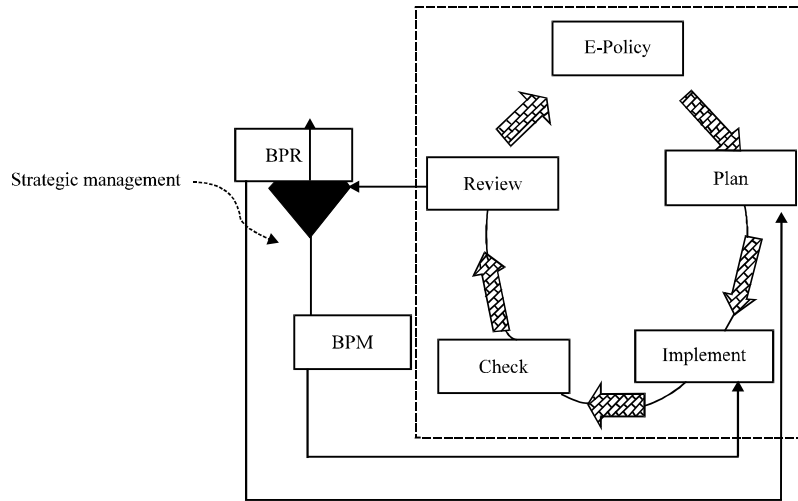 E-Policy
BPR
Strategic management
Review
Plan
BPM
Check
Implement